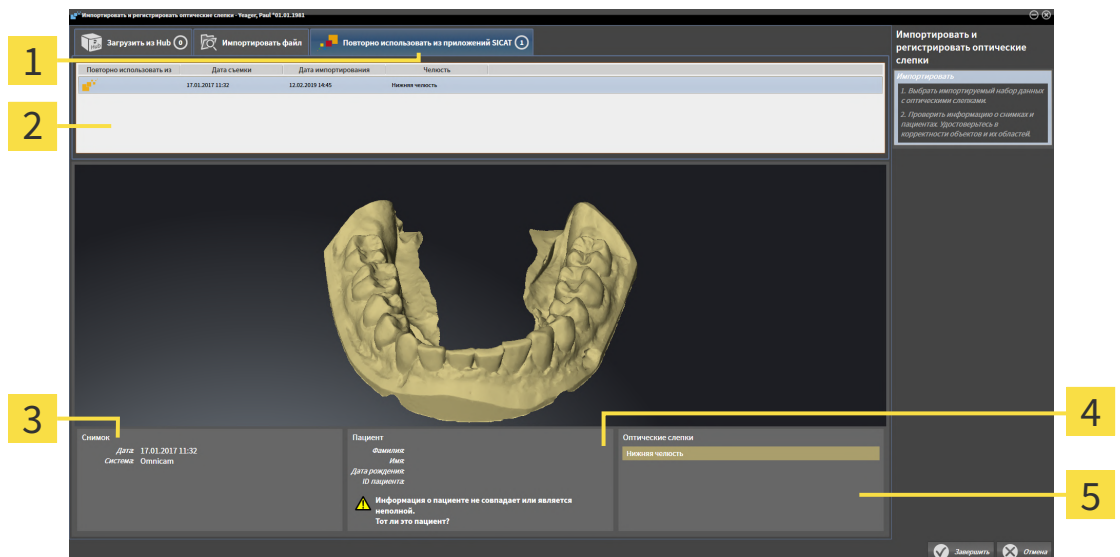 Импортировать и регистрировать оптические слепки - Yeager, Paul *01.01.1981
Загрузить из Hub 0
Импортировать файл
Повторно использовать из приложений SICAT 1
Hub
Повторно использовать из Дата съемки Дата импортирования Челюсть
17.01.2017 11:32 12.02.2019 14:45 Нижняя челюсть
Импортировать и
регистрировать оптические
слепки
Импортировать
1. Выбрать импортируемый набор данных
с оптическими слепками.
2. Проверить информацию о снимках и
пациентах. Удостоверьтесь в
корректности объектов и их областей.
1
2
3
4
5
Снимок
Дата: 17.01.2017 11:32
Система: Omnicam
Пациент
Фамилия:
Имя:
Дата рождения:
ID пациента:
Информация о пациенте не совпадает или является
неполной.
Тот ли это пациент?
Оптические слепки
Нижняя челюсть
Завершить
Отмена